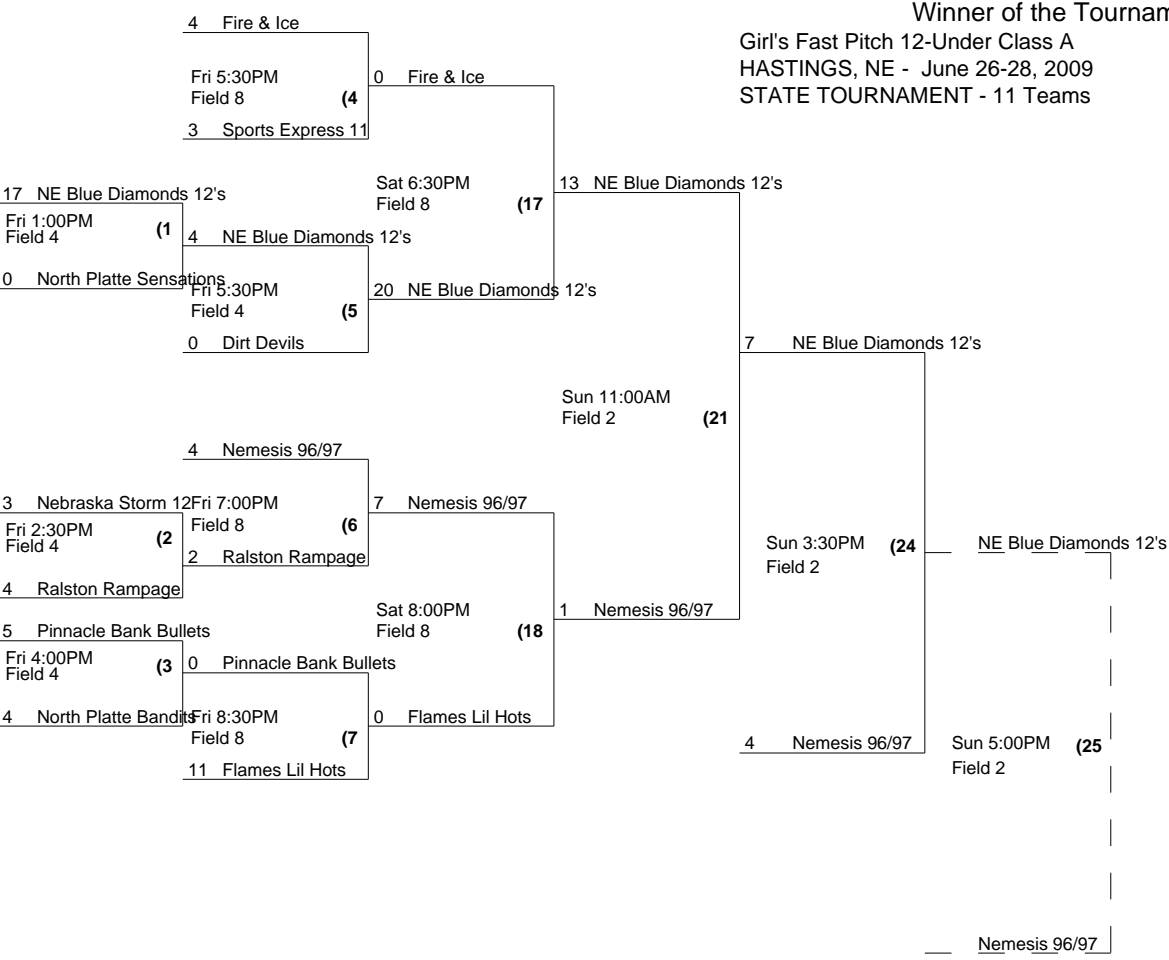 Winner of the Tournam
Girl's Fast Pitch 12-Under Class A
HASTINGS, NE - June 26-28, 2009
STATE TOURNAMENT - 11 Teams
4 Fire & Ice
Fri 5:30PM
Field 8 (4
0 Fire & Ice
3 Sports Express 11
17 NE Blue Diamonds 12's
Fri 1:00PM
Field 4 (1
0 North Platte Sensations
4 NE Blue Diamonds 12's
Fri 5:30PM
Field 4 (5
0 Dirt Devils
Sat 6:30PM
Field 8 (17
20 NE Blue Diamonds 12's
13 NE Blue Diamonds 12's
Sun 11:00AM
Field 2 (21
7 NE Blue Diamonds 12's
4 Nemesis 96/97
3 Nebraska Storm 12
Fri 2:30PM
Field 4 (2
4 Ralston Rampage
Fri 7:00PM
Field 8 (6
2 Ralston Rampage
7 Nemesis 96/97
Sat 8:00PM
Field 8 (18
1 Nemesis 96/97
5 Pinnacle Bank Bullets
Fri 4:00PM
Field 4 (3
4 North Platte Bandits
0 Pinnacle Bank Bullets
Fri 8:30PM
Field 8 (7
11 Flames Lil Hots
0 Flames Lil Hots
Sun 3:30PM (24
Field 2
NE Blue Diamonds 12's
4 Nemesis 96/97
Sun 5:00PM (25
Field 2
Nemesis 96/97